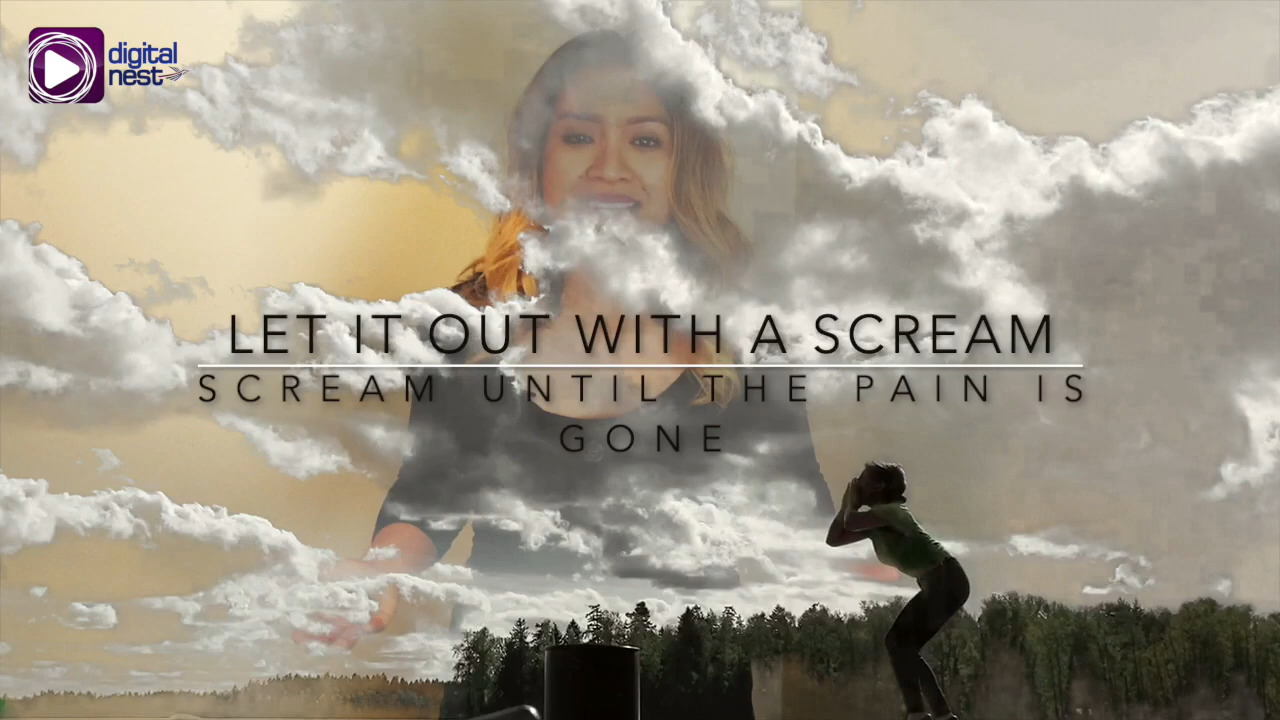 digital
nest
LET IT OUT WITH A SCREAM
SCREAM UNTIL THE PAIN IS
GONE